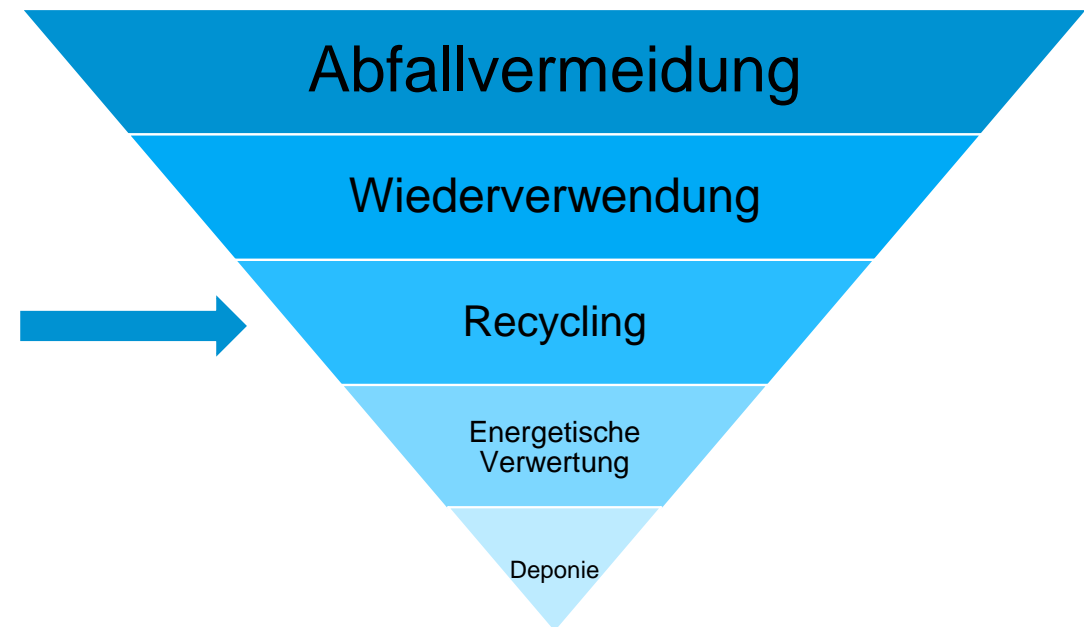 Abfallvermeidung
Wiederverwendung
Recycling
Energetische
Verwertung
Deponie